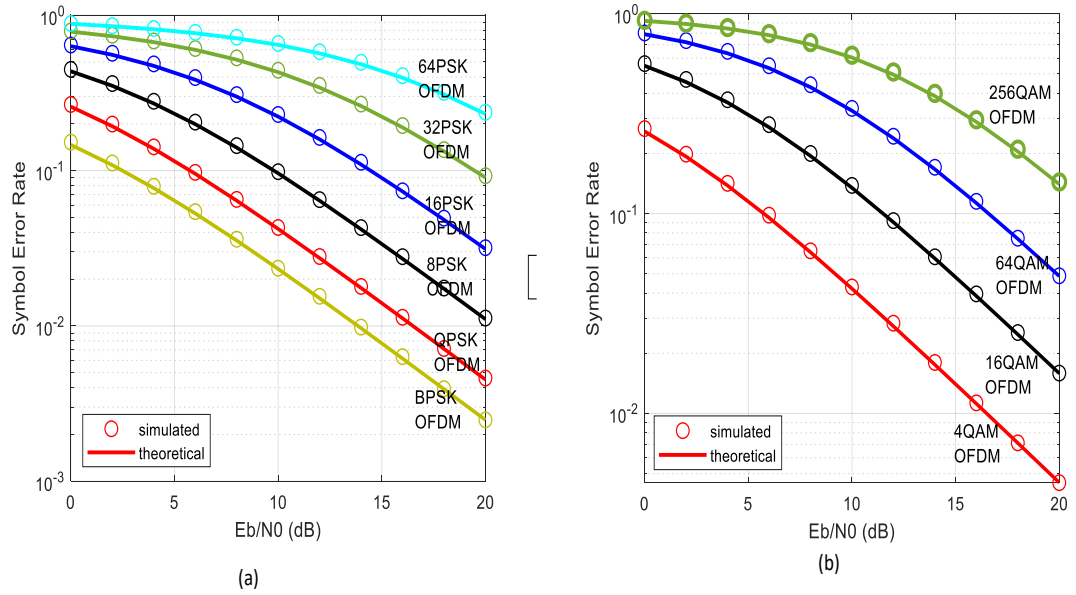 10^0
10^-1
10^-2
10^-3
Symbol Error Rate
0
5
10
15
20
Eb/N0 (dB)
64PSK
OFDM
32PSK
OFDM
16PSK
OFDM
8PSK
OFDM
QPSK
OFDM
BPSK
OFDM
simulated
theoretical
(a)
10^0
10^-1
10^-2
Symbol Error Rate
0
5
10
15
20
Eb/N0 (dB)
256QAM
OFDM
64QAM
OFDM
16QAM
OFDM
4QAM
OFDM
simulated
theoretical
(b)